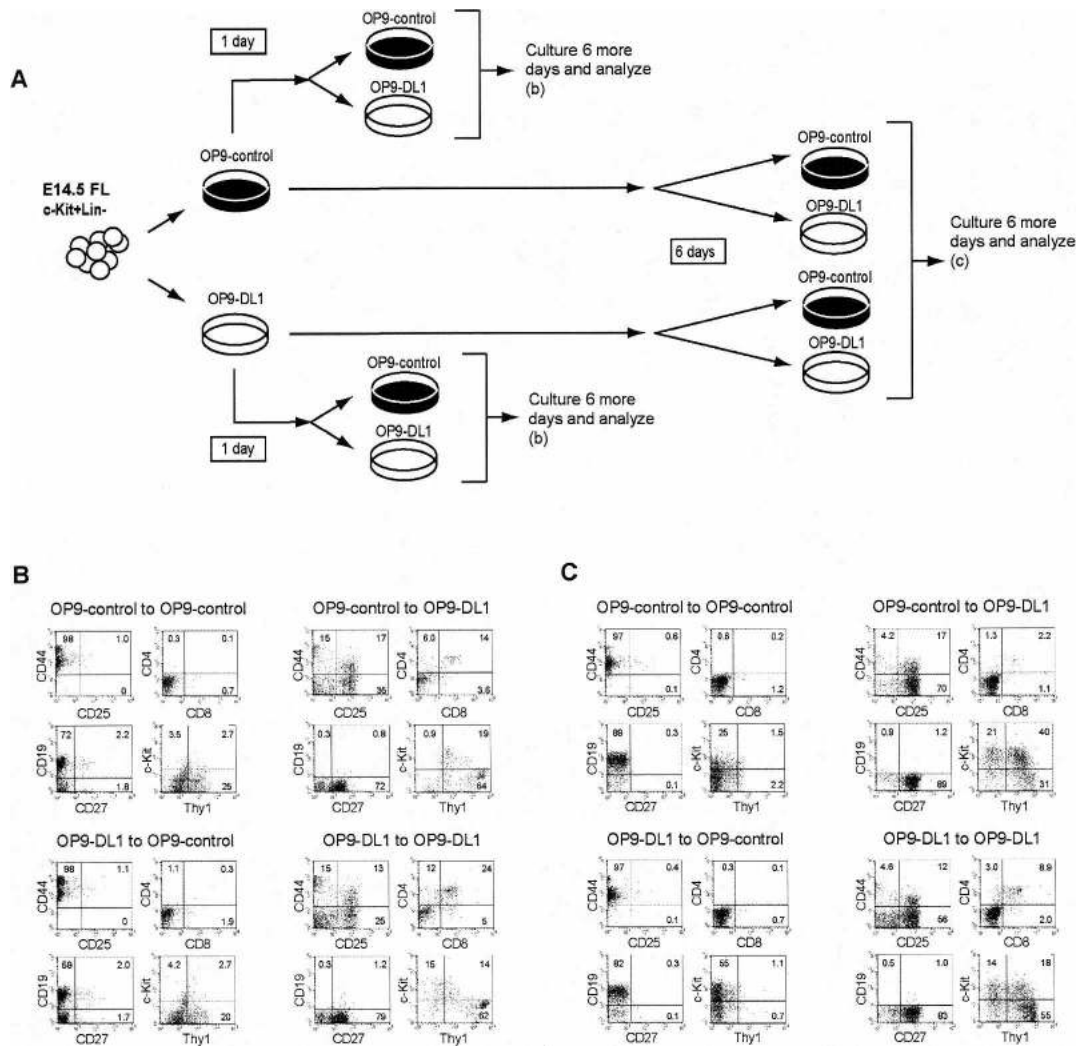 A
1 day
OP9-control
OP9-DL1
Culture 6 more
days and analyze
(b)
OP9-control
E14.5 FL
c-Kit+Lin-
OP9-DL1
6 days
OP9-control
OP9-DL1
OP9-control
OP9-DL1
Culture 6 more
days and analyze
(c)
1 day
OP9-control
OP9-DL1
Culture 6 more
days and analyze
(b)
B
OP9-control to OP9-control
98 1.0
0
CD44
CD25
0.3 0.1
0.7
CD4
CD8
72 2.2
1.8
CD19
CD27
3.5 2.7
25
c-Kit
Thy1
OP9-control to OP9-DL1
15 17
35
CD44
CD25
6.0 14
3.6
CD4
CD8
0.3 0.8
72
CD19
CD27
0.9 19
64
c-Kit
Thy1
OP9-DL1 to OP9-control
98 1.1
0
CD44
CD25
1.1 0.3
1.9
CD4
CD8
2.0
1.7
CD19
CD27
4.2 2.7
20
c-Kit
Thy1
OP9-DL1 to OP9-DL1
15 13
25
CD44
CD25
12 24
5
CD4
CD8
1.2
79
CD19
CD27
15 14
62
c-Kit
Thy1
C
OP9-control to OP9-control
97 0.6
0.1
CD44
CD25
0.2
1.2
CD4
CD8
0.3
0.1
CD19
CD27
25 1.5
2.2
c-Kit
Thy1
OP9-control to OP9-DL1
4.2 17
70
CD44
CD25
1.3 2.2
1.1
CD4
CD8
1.2
CD19
CD27
21 40
31
c-Kit
Thy1
OP9-DL1 to OP9-control
97 0.4
0.1
CD44
CD25
0.3 0.1
0.7
CD4
CD8
82 0.3
0.1
CD19
CD27
55 1.1
0.7
c-Kit
Thy1
OP9-DL1 to OP9-DL1
4.6 12
56
CD44
CD25
3.0 8.9
2.0
CD4
CD8
0.5 1.0
CD19
CD27
14 18
55
c-Kit
Thy1